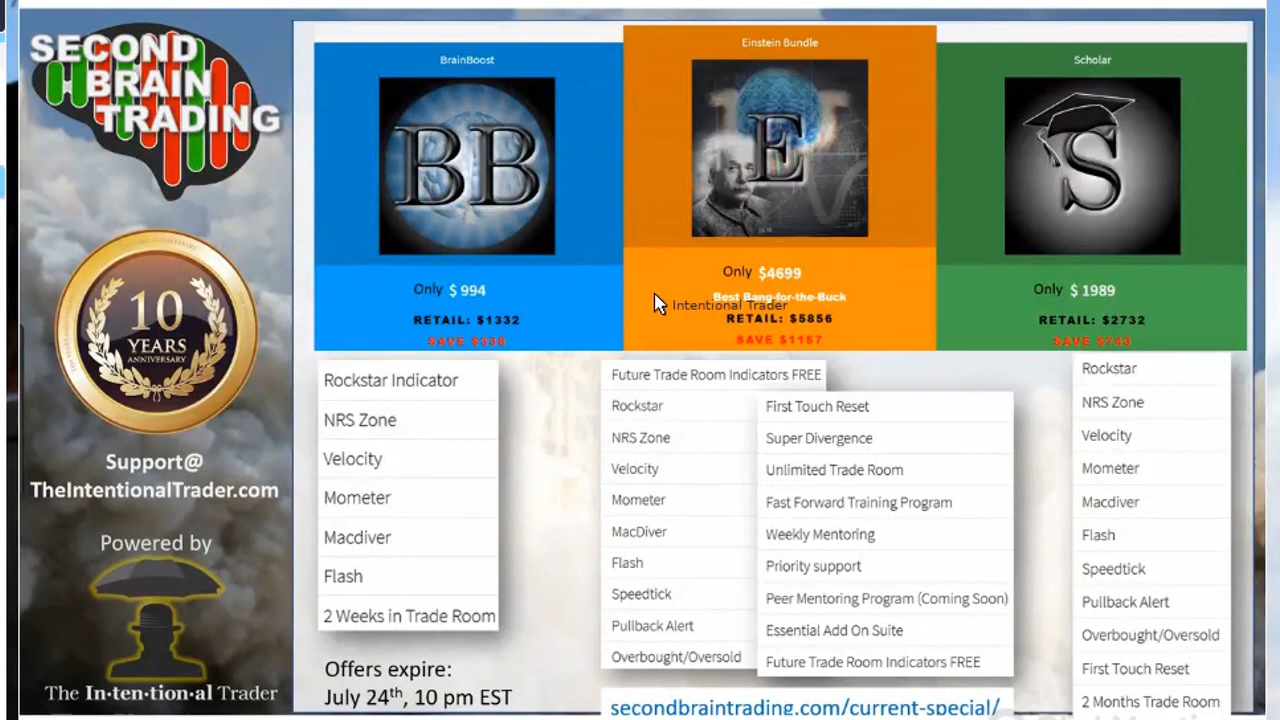 SECOND
BRAIN
TRADING
10
YEARS
ANNIVERSARY
Support@
TheIntentionalTrader.com
Powered by
The In·ten·tion·al Trader
BrainBoost
BB
Only $ 994
RETAIL: $1332
SAVE $338
Einstein Bundle
E
Only $4699
Best Bang-for-the-Buck
Intentional Trader
RETAIL: $5856
SAVE $1157
Scholar
S
Only $ 1989
RETAIL: $2732
SAVE $743
Rockstar Indicator
NRS Zone
Velocity
Mometer
Macdiver
Flash
2 Weeks in Trade Room
Offers expire:
July 24th, 10 pm EST
Future Trade Room Indicators FREE
Rockstar
NRS Zone
Velocity
Mometer
MacDiver
Flash
Speedtick
Pullback Alert
Overbought/Oversold
First Touch Reset
Super Divergence
Unlimited Trade Room
Fast Forward Training Program
Weekly Mentoring
Priority support
Peer Mentoring Program (Coming Soon)
Essential Add On Suite
Future Trade Room Indicators FREE
secondbraintrading.com/current-special/
Rockstar
NRS Zone
Velocity
Mometer
Macdiver
Flash
Speedtick
Pullback Alert
Overbought/Oversold
First Touch Reset
2 Months Trade Room